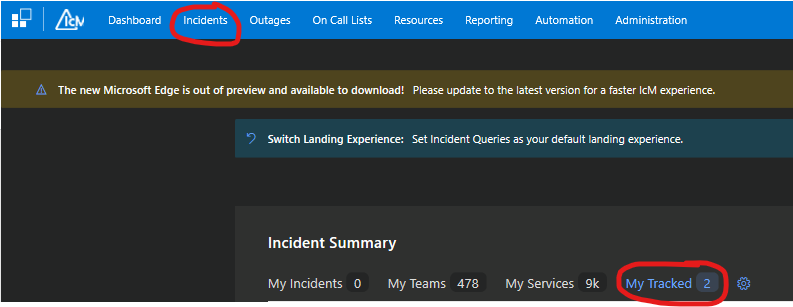 IcM Dashboard Incidents Outages On Call Lists Resources Reporting Automation Administration
The new Microsoft Edge is out of preview and available to download! Please update to the latest version for a faster IcM experience.
Switch Landing Experience: Set Incident Queries as your default landing experience.
Incident Summary
My Incidents 0 My Teams 478 My Services 9k My Tracked 2